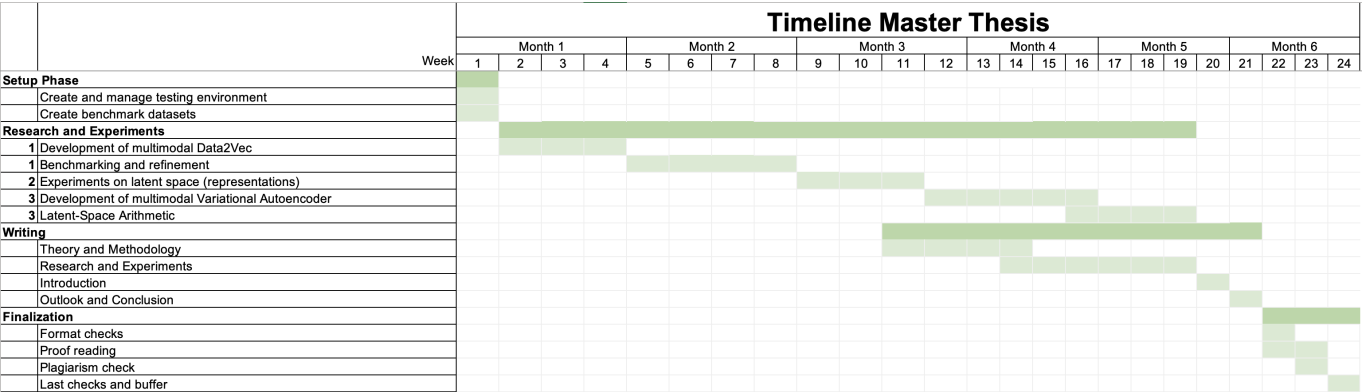 Timeline Master Thesis
Month 1 Month 2 Month 3 Month 4 Month 5 Month 6
Week 1 2 3 4 5 6 7 8 9 10 11 12 13 14 15 16 17 18 19 20 21 22 23 24
Setup Phase
Create and manage testing environment
Create benchmark datasets
Research and Experiments
1 Development of multimodal Data2Vec
1 Benchmarking and refinement
2 Experiments on latent space (representations)
3 Development of multimodal Variational Autoencoder
3 Latent-Space Arithmetic
Writing
Theory and Methodology
Research and Experiments
Introduction
Outlook and Conclusion
Finalization
Format checks
Proof reading
Plagiarism check
Last checks and buffer